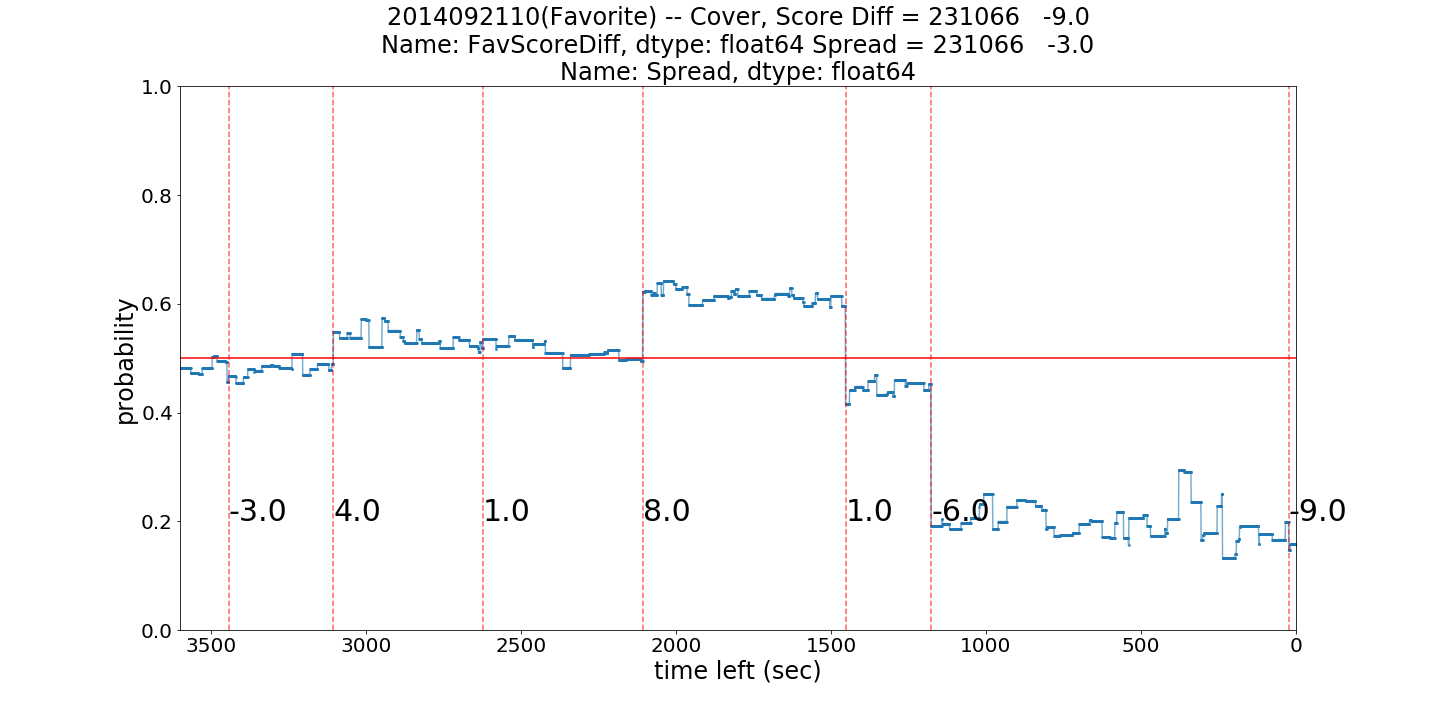 2014092110(Favorite) -- Cover, Score Diff = 231066   -9.0
Name: FavScoreDiff, dtype: float64 Spread = 231066   -3.0
Name: Spread, dtype: float64
1.0
0.8
0.6
0.4
0.2
0.0
probability
-3.0 4.0 1.0 8.0 1.0 -6.0 -9.0
3500 3000 2500 2000 1500 1000 500 0
time left (sec)